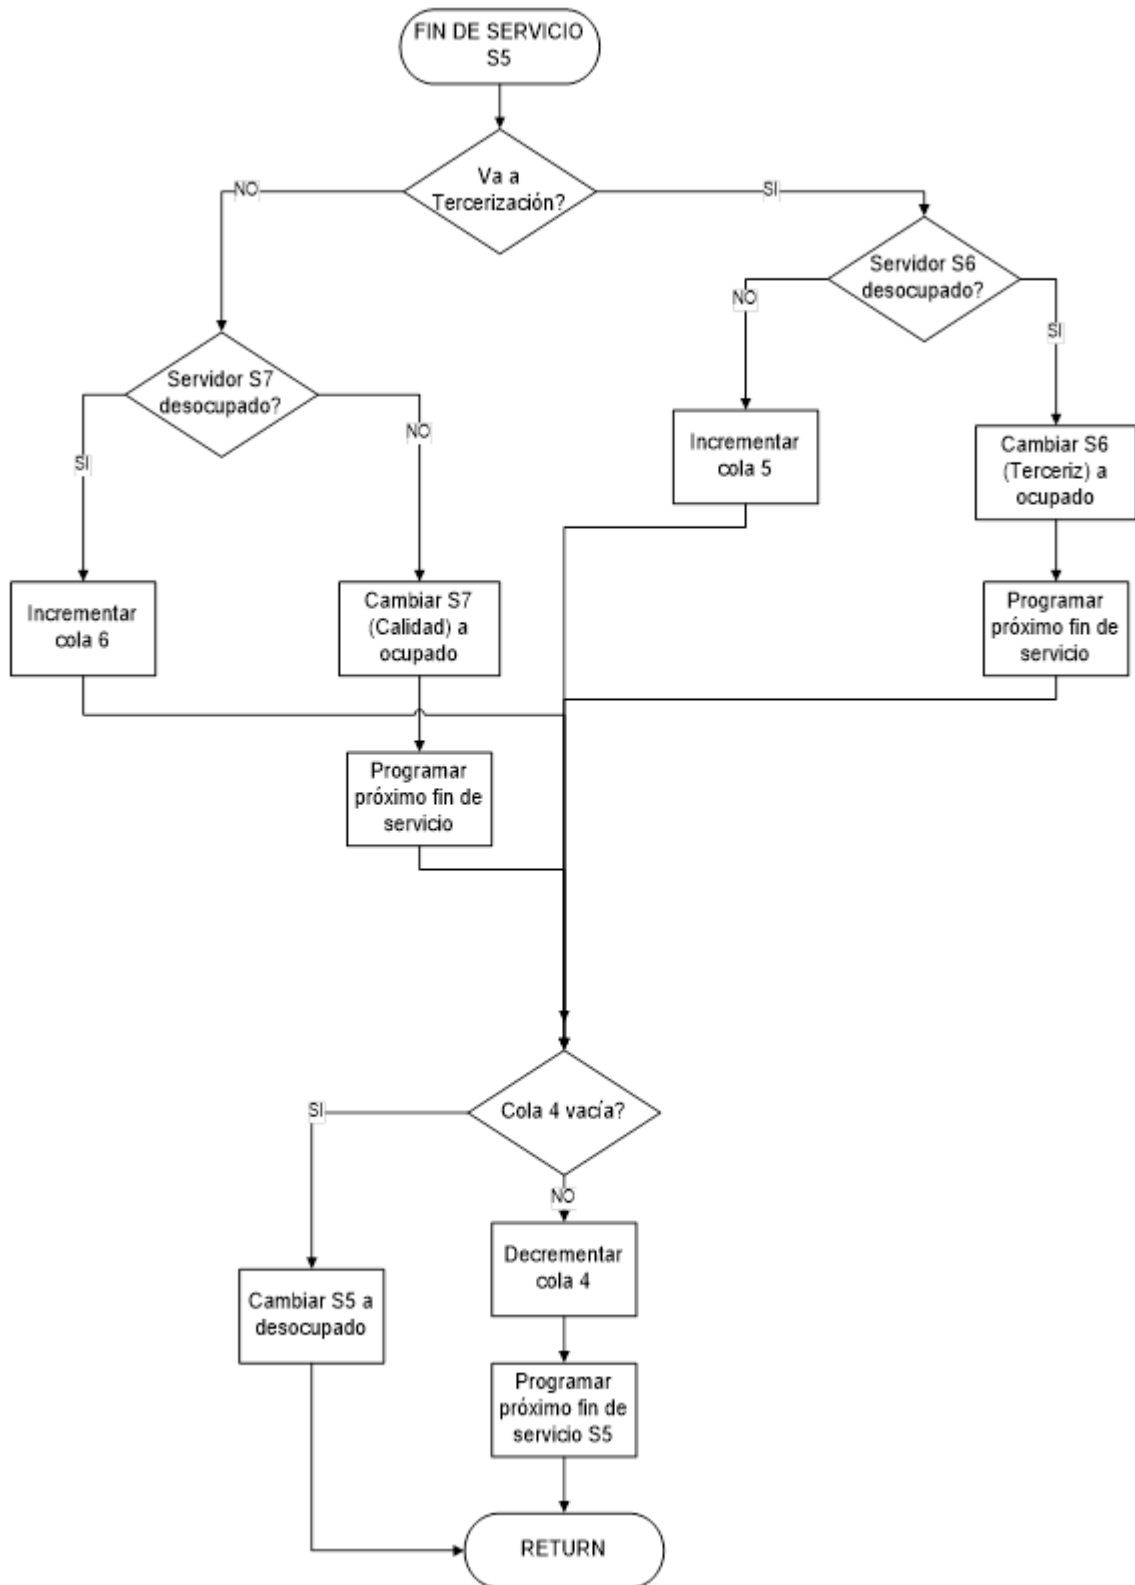 FIN DE SERVICIO
S5
Va a
Tercerización?
NO
SI
Servidor S6
desocupado?
NO
SI
Servidor S7
desocupado?
SI
NO
Incrementar
cola 5
Cambiar S6
(Terceriz) a
ocupado
Incrementar
cola 6
Cambiar S7
(Calidad) a
ocupado
Programar
próximo fin de
servicio
Programar
próximo fin de
servicio
Cola 4 vacía?
SI
NO
Decrementar
cola 4
Cambiar S5 a
desocupado
Programar
próximo fin de
servicio S5
RETURN